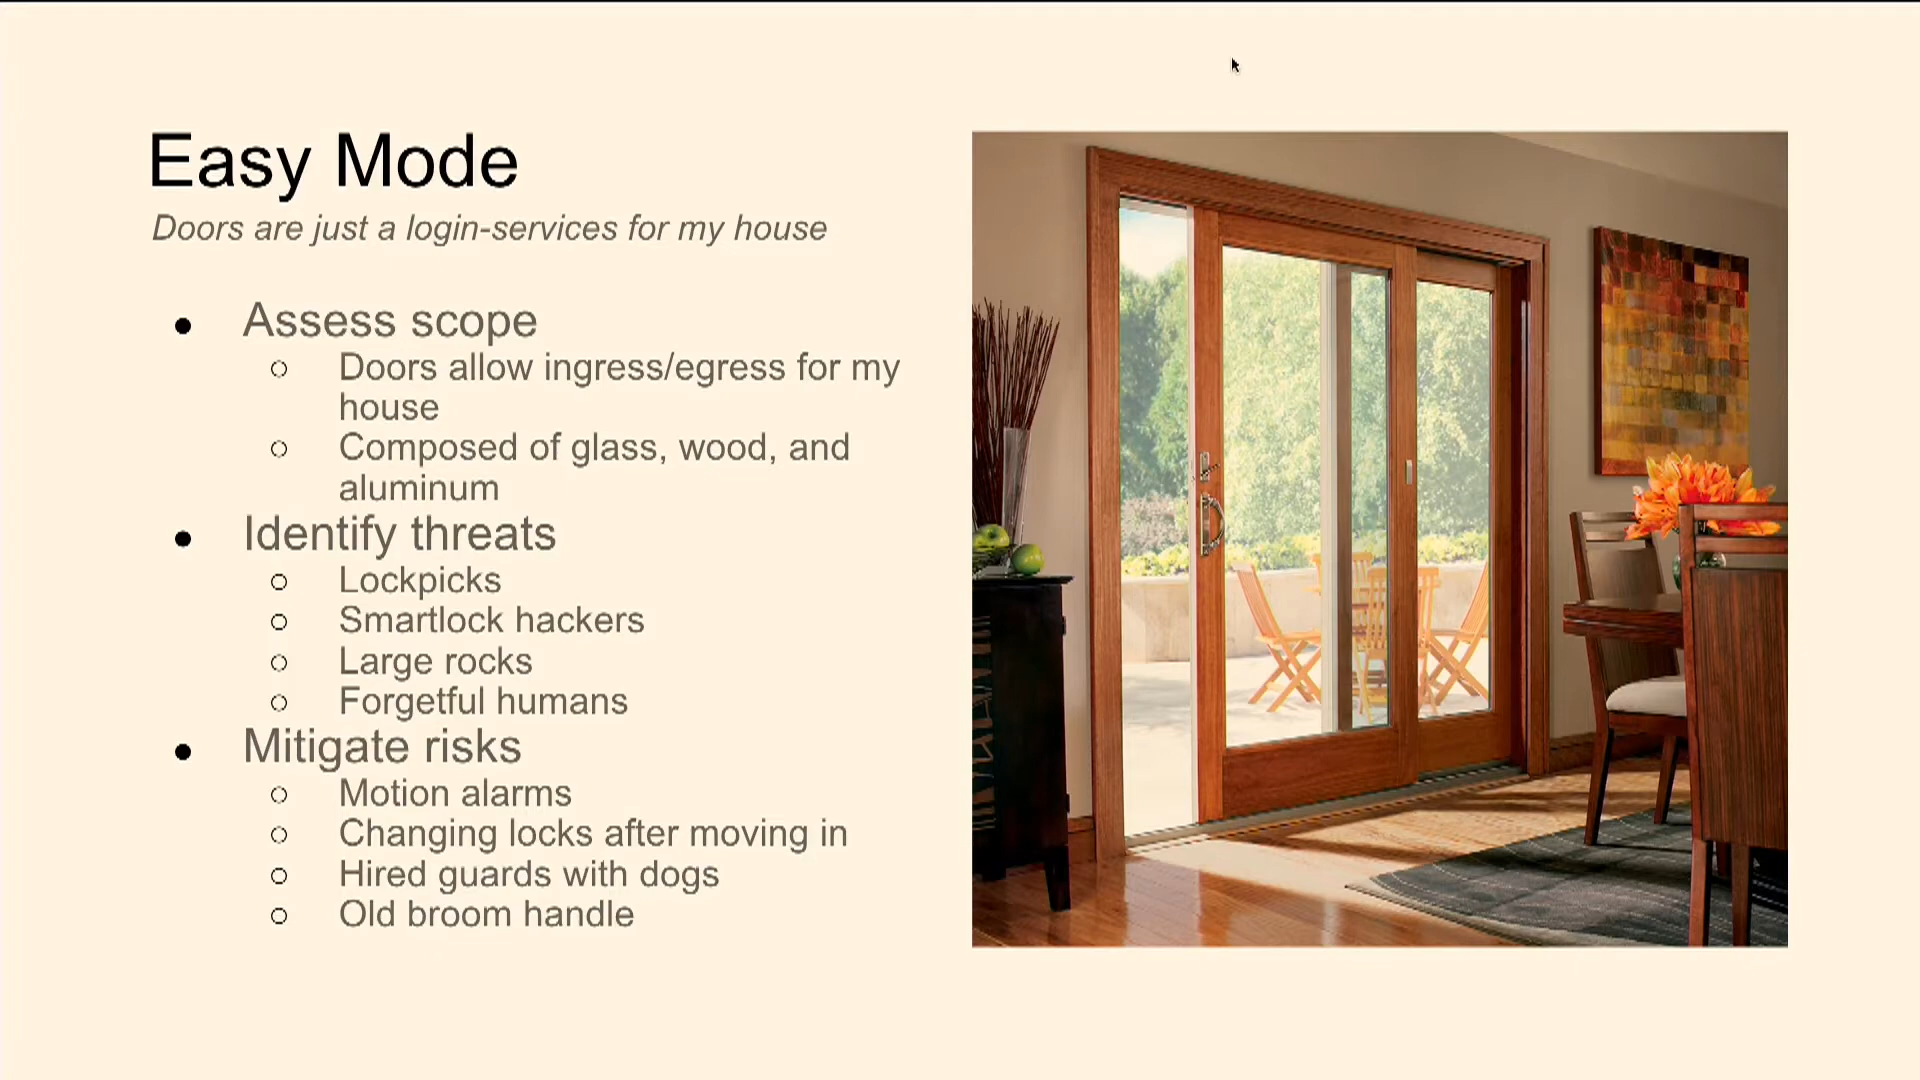 Easy Mode
Doors are just a login-services for my house
● Assess scope
○ Doors allow ingress/egress for my
house
○ Composed of glass, wood, and
aluminum
● Identify threats
○ Lockpicks
○ Smartlock hackers
○ Large rocks
○ Forgetful humans
● Mitigate risks
○ Motion alarms
○ Changing locks after moving in
○ Hired guards with dogs
○ Old broom handle